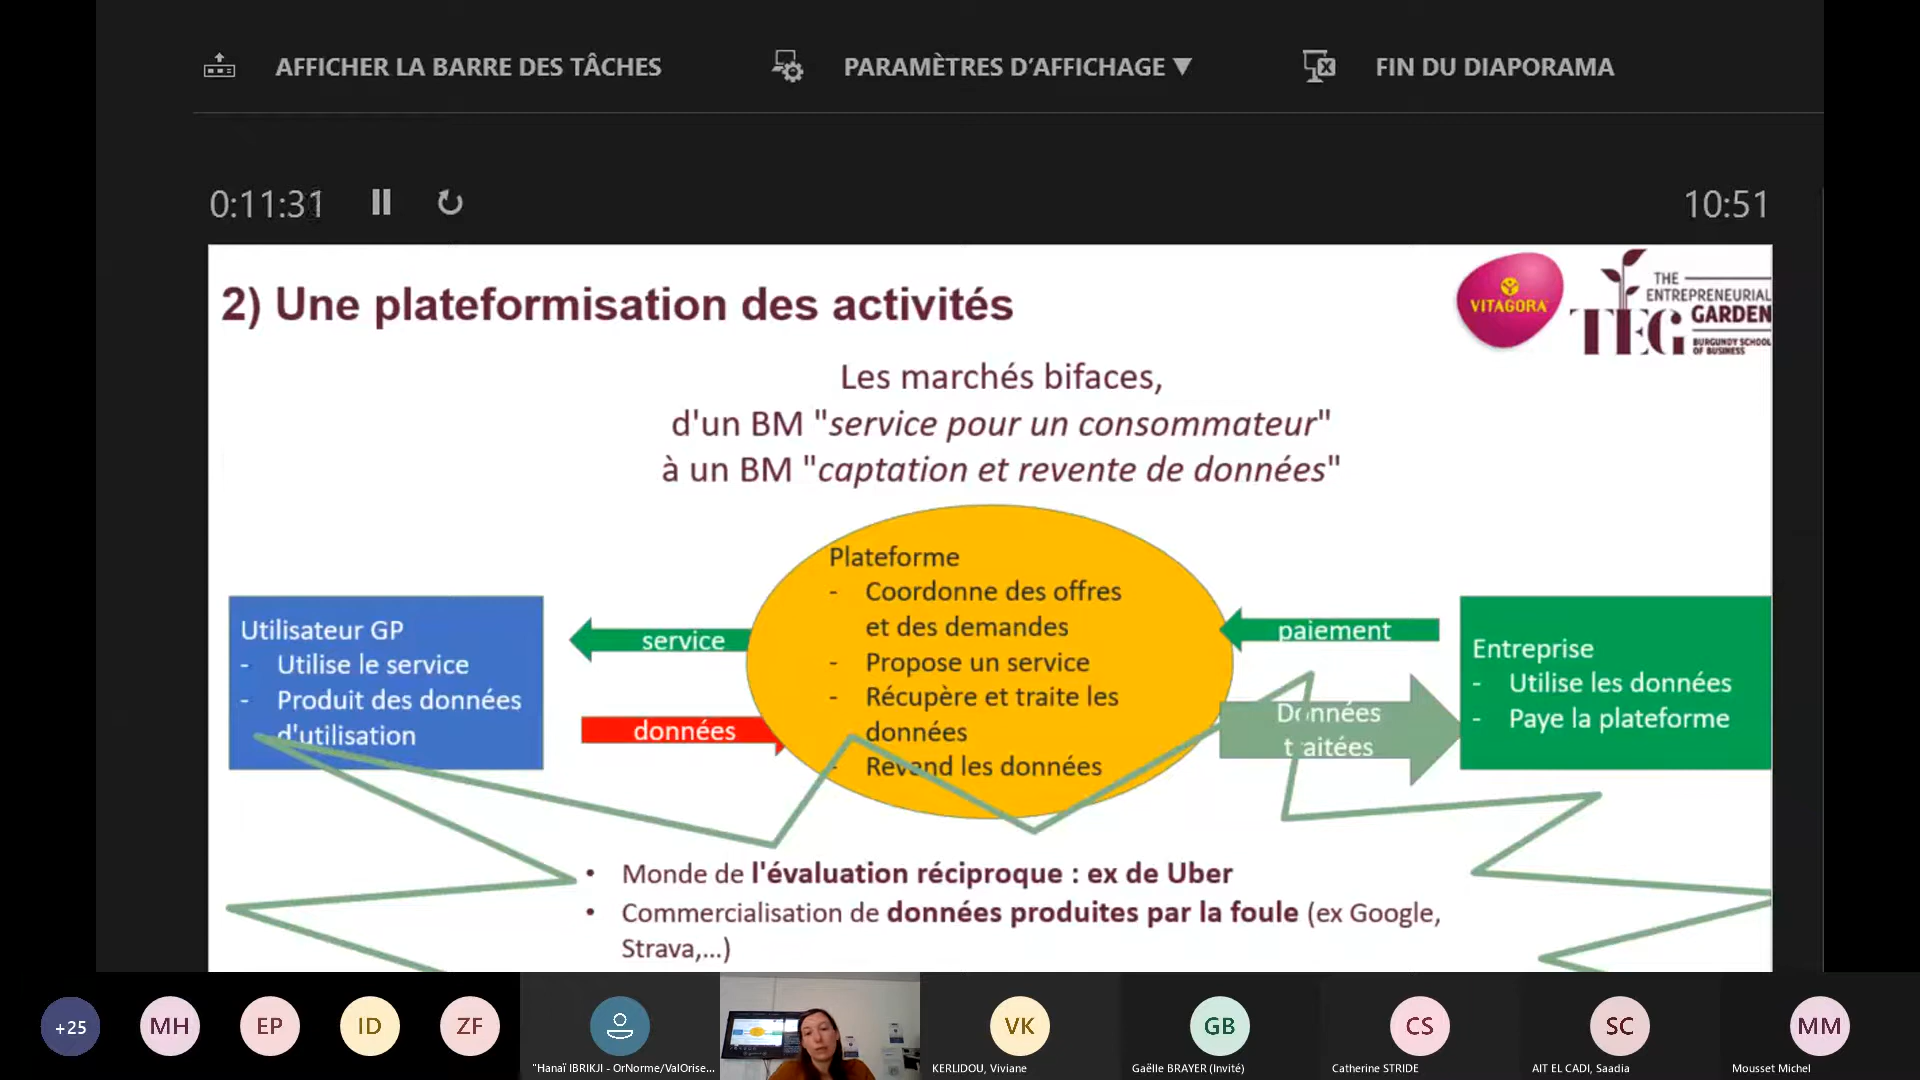 AFFICHER LA BARRE DES TÂCHES
PARAMÈTRES D’AFFICHAGE ▼
FIN DU DIAPORAMA
0:11:31
10:51
2) Une plateformisation des activités
VITAGORA
THE
ENTREPRENEURIAL
GARDEN
TEG
BURGUNDY SCHOOL
OF BUSINESS
Les marchés bifaces,
d'un BM "service pour un consommateur"
à un BM "captation et revente de données"
Utilisateur GP
- Utilise le service
- Produit des données
d'utilisation
service
données
Plateforme
- Coordonne des offres
et des demandes
- Propose un service
- Récupère et traite les
données
- Revend les données
paiement
Données
traitées
Entreprise
- Utilise les données
- Paye la plateforme
• Monde de l'évaluation réciproque : ex de Uber
• Commercialisation de données produites par la foule (ex Google,
Strava,...)
+25
MH
EP
ID
ZF
"Hanaï IBRIKJI - OrNorme/ValOrise...
VK
KERLIDOU, Viviane
GB
Gaëlle BRAYER (Invité)
CS
Catherine STRIDE
SC
AIT EL CADI, Saadia
MM
Mousset Michel